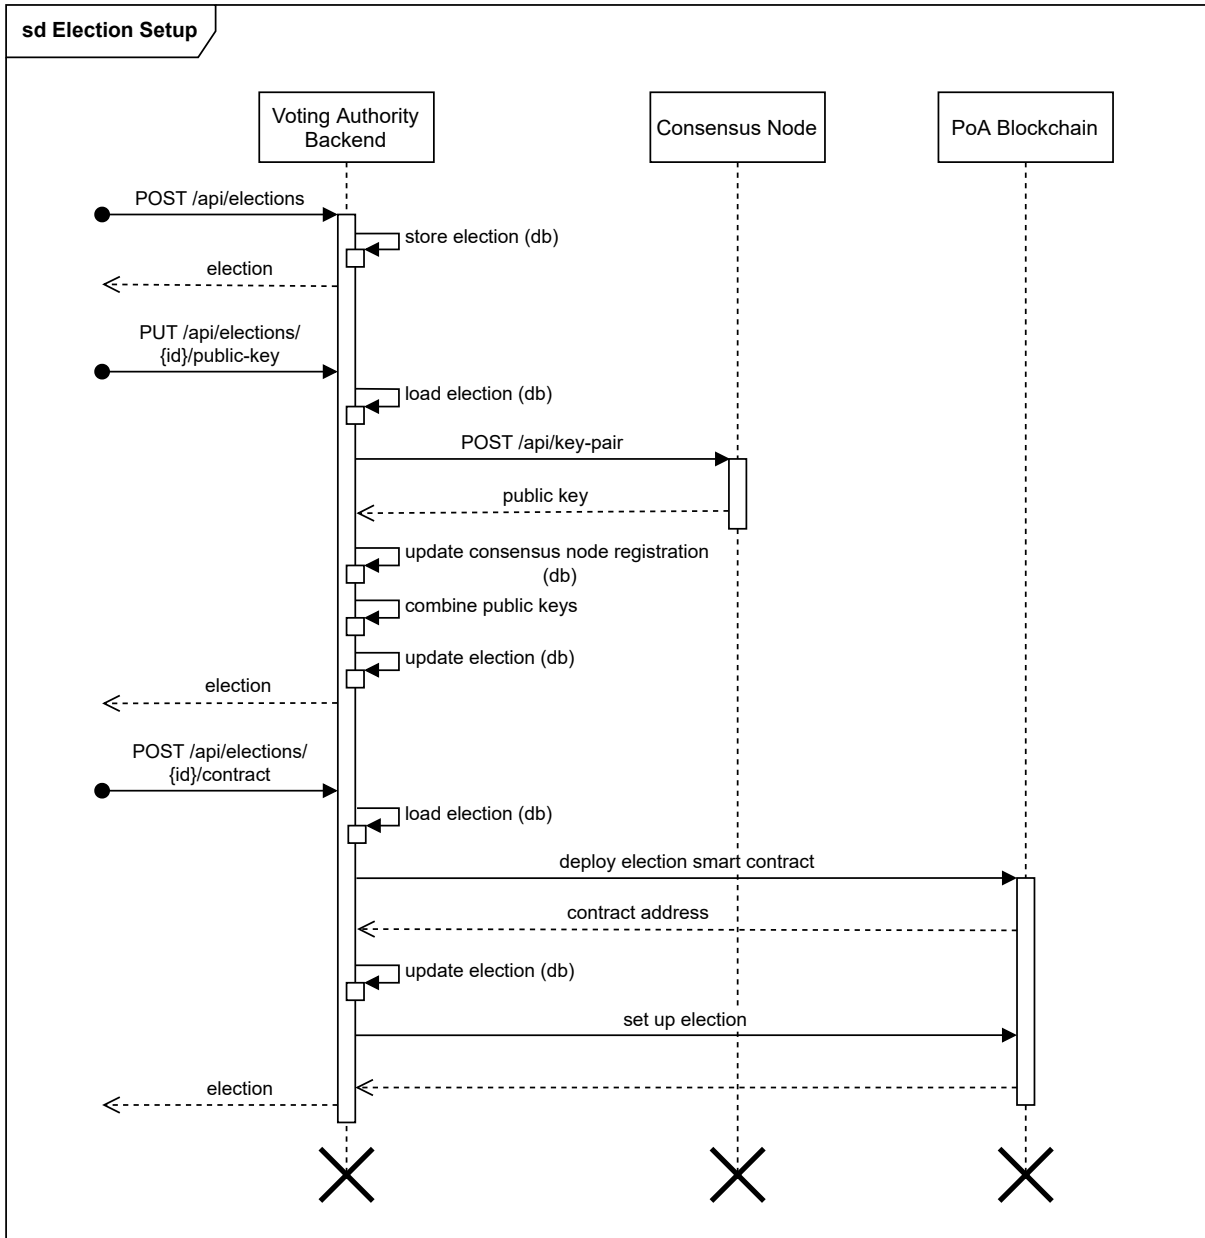 sd Election Setup
Voting Authority
Backend
Consensus Node
PoA Blockchain
POST /api/elections
store election (db)
election
PUT /api/elections/
{id}/public-key
load election (db)
POST /api/key-pair
public key
update consensus node registration
(db)
combine public keys
update election (db)
election
POST /api/elections/
{id}/contract
load election (db)
deploy election smart contract
contract address
update election (db)
set up election
election